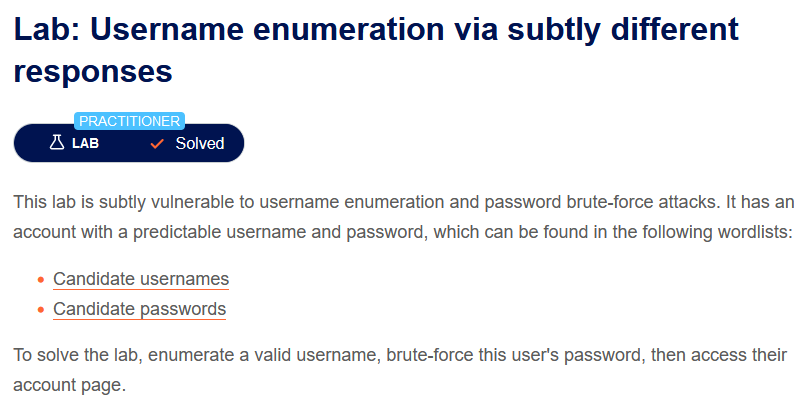 Lab: Username enumeration via subtly different
responses
PRACTITIONER
LAB Solved
This lab is subtly vulnerable to username enumeration and password brute-force attacks. It has an
account with a predictable username and password, which can be found in the following wordlists:
• Candidate usernames
• Candidate passwords
To solve the lab, enumerate a valid username, brute-force this user's password, then access their
account page.